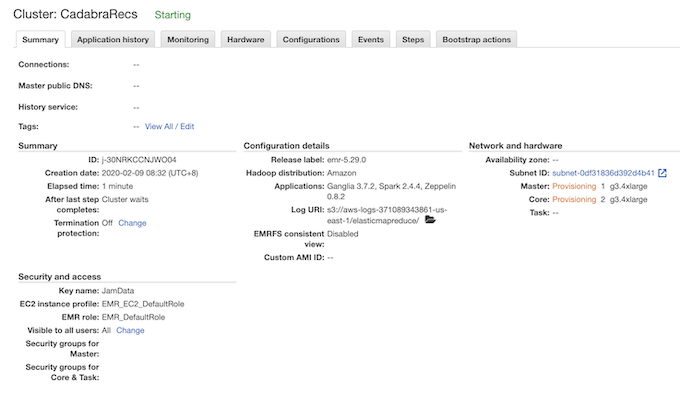 Cluster: CadabraRecs Starting
Summary Application history Monitoring Hardware Configurations Events Steps Bootstrap actions
Connections: --
Master public DNS: --
History service: --
Tags: -- View All / Edit
Summary
ID: j-30NRKCCNJWO04
Creation date: 2020-02-09 08:32 (UTC+8)
Elapsed time: 1 minute
After last step Cluster waits
completes:
Termination Off Change
protection:
Configuration details
Release label: emr-5.29.0
Hadoop distribution: Amazon
Applications: Ganglia 3.7.2, Spark 2.4.4, Zeppelin
0.8.2
Log URI: s3://aws-logs-371089343861-us-
east-1/elasticmapreduce/
EMRFS consistent Disabled
view:
Custom AMI ID: --
Network and hardware
Availability zone: --
Subnet ID: subnet-0df31836d392d4b41
Master: Provisioning 1 g3.4xlarge
Core: Provisioning 2 g3.4xlarge
Task: --
Security and access
Key name: JamData
EC2 instance profile: EMR_EC2_DefaultRole
EMR role: EMR_DefaultRole
Visible to all users: All Change
Security groups for
Master:
Security groups for
Core & Task: